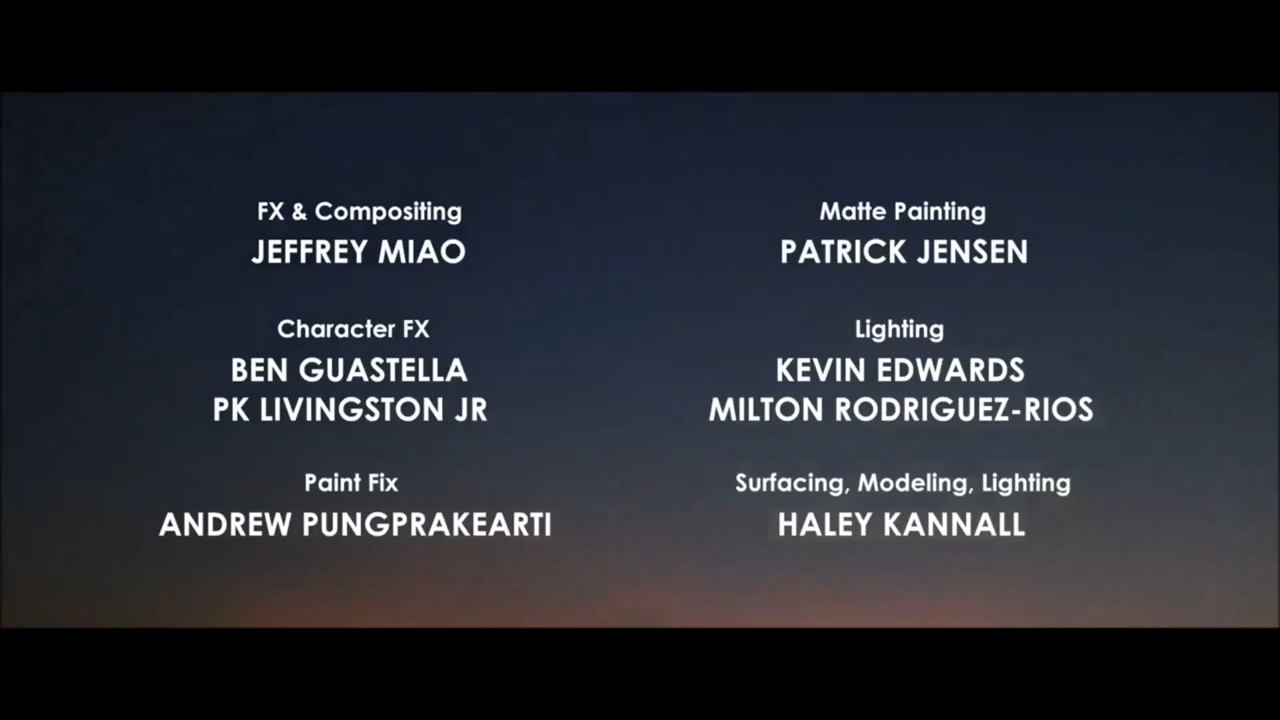 FX & Compositing
JEFFREY MIAO
Character FX
BEN GUASTELLA
PK LIVINGSTON JR
Paint Fix
ANDREW PUNGPRAKEARTI
Matte Painting
PATRICK JENSEN
Lighting
KEVIN EDWARDS
MILTON RODRIGUEZ-RIOS
Surfacing, Modeling, Lighting
HALEY KANNALL